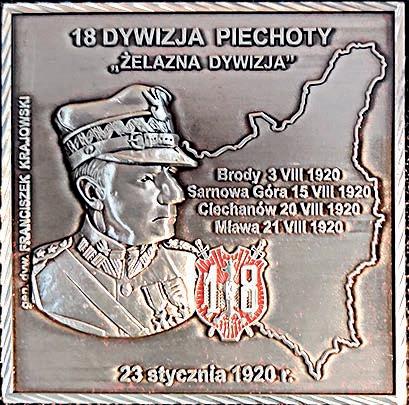 18 DYWIZJA PIECHOTY
„ŻELAZNA DYWIZJA”
gen. dyw. FRANCISZEK KRAJOWSKI
Brody 3 VIII 1920
Sarnowa Góra 15 VIII 1920
Ciechanów 20 VIII 1920
Mława 21 VIII 1920
18
23 stycznia 1920 r.